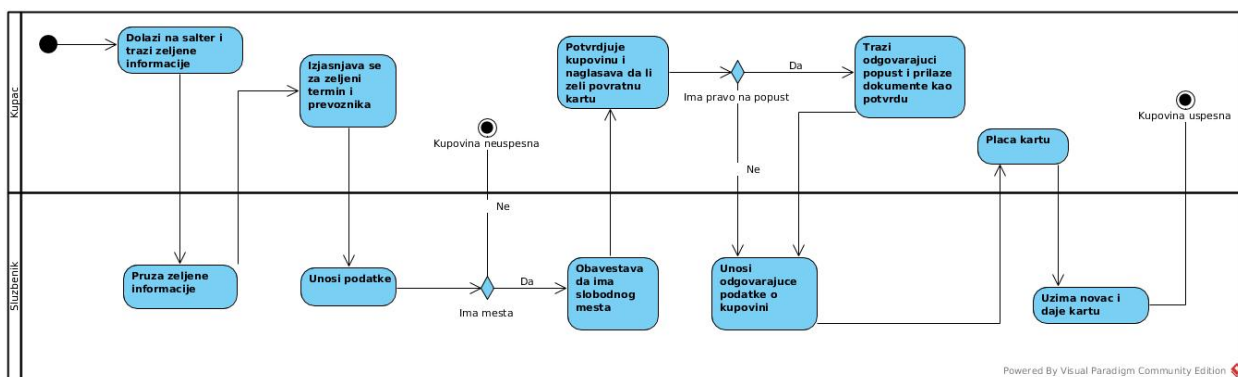 Kupac
Dolazi na salter i
trazi zeljene
informacije
Izjasnjava se
za zeljeni
termin i
prevoznika
Kupovina neuspesna
Ne
Potvrdjuje
kupovinu i
naglasava da li
zeli povratnu
kartu
Ima pravo na popust
Da
Ne
Trazi
odgovarajuci
popust i prilaze
dokumente kao
potvrdu
Placa kartu
Kupovina uspesna
Sluzbenik
Pruza zeljene
informacije
Unosi podatke
Ima mesta
Da
Obavestava
da ima
slobodnog
mesta
Unosi
odgovarajuce
podatke o
kupovini
Uzima novac i
daje kartu
Powered By Visual Paradigm Community Edition